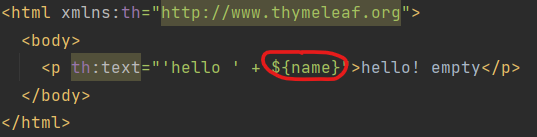 <html xmlns:th="http://www.thymeleaf.org">
<body>
<p th:text="'hello ' + ${name}">hello! empty</p>
</body>
</html>